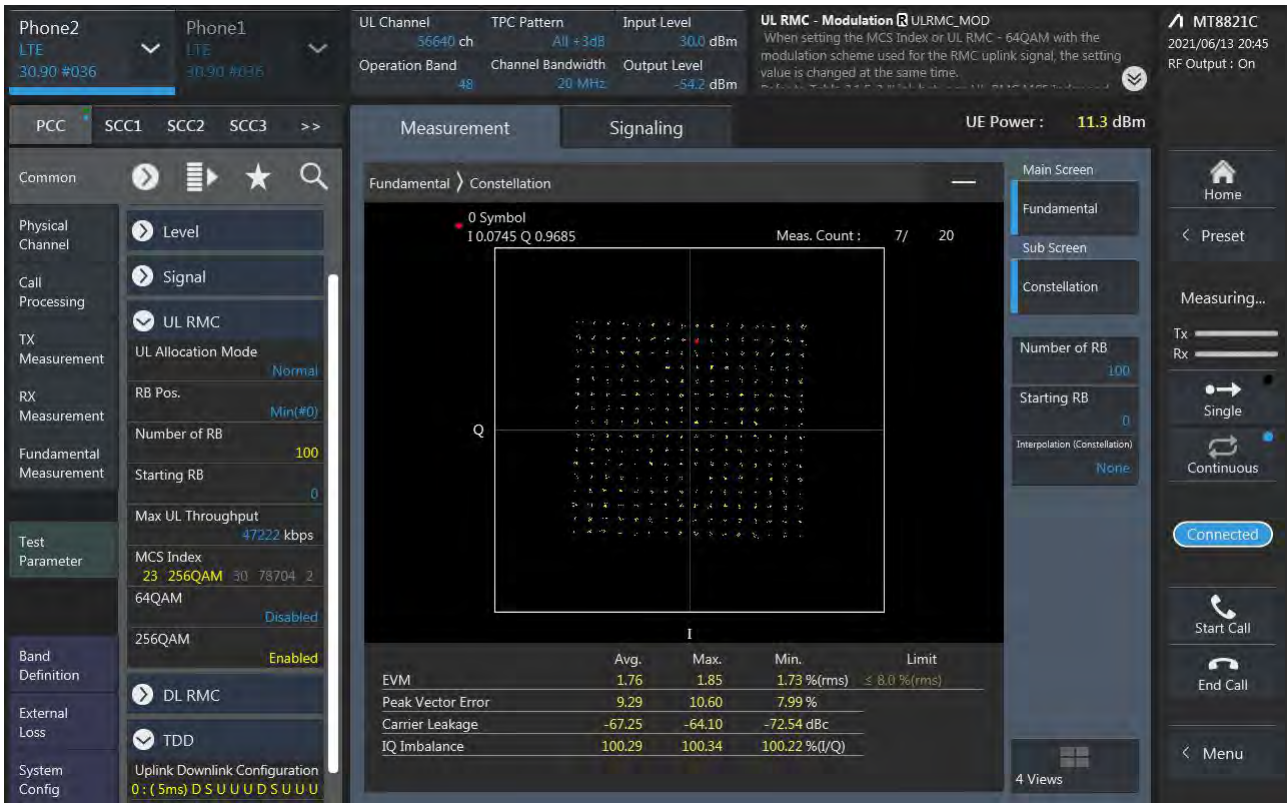 Phone2
LTE
30.90 #036
Phone1
LTE
30.90 #036
UL Channel
56640 ch
Operation Band
48
TPC Pattern
All +3dB
Channel Bandwidth
20 MHz
Input Level
30.0 dBm
Output Level
-54.2 dBm
UL RMC - Modulation R ULRMC_MOD
When setting the MCS Index or UL RMC - 64QAM with the
modulation scheme used for the RMC uplink signal, the setting
value is changed at the same time.
MT8821C
2021/06/13 20:45
RF Output : On
PCC SCC1 SCC2 SCC3 >>
Common
Physical
Channel
Call
Processing
TX
Measurement
RX
Measurement
Fundamental
Measurement
Test
Parameter
Band
Definition
External
Loss
System
Config
Level
Signal
UL RMC
UL Allocation Mode
Normal
RB Pos.
Min(#0)
Number of RB
100
Starting RB
0
Max UL Throughput
47222 kbps
MCS Index
23 256QAM 30 78704 2
64QAM
Disabled
256QAM
Enabled
DL RMC
TDD
Uplink Downlink Configuration
0 : ( 5ms) D S U U U D S U U U
Measurement
Signaling
UE Power : 11.3 dBm
Fundamental 〉 Constellation
0 Symbol
I 0.0745 Q 0.9685
Meas. Count : 7/ 20
Q
I
Avg. Max. Min. Limit
EVM 1.76 1.85 1.73 %(rms) ≤ 8.0 %(rms)
Peak Vector Error 9.29 10.60 7.99 %
Carrier Leakage -67.25 -64.10 -72.54 dBc
IQ Imbalance 100.29 100.34 100.22 %(I/Q)
Main Screen
Fundamental
Sub Screen
Constellation
Number of RB
100
Starting RB
0
Interpolation (Constellation)
None
4 Views
Home
< Preset
Measuring...
Tx
Rx
Single
Continuous
Connected
Start Call
End Call
< Menu